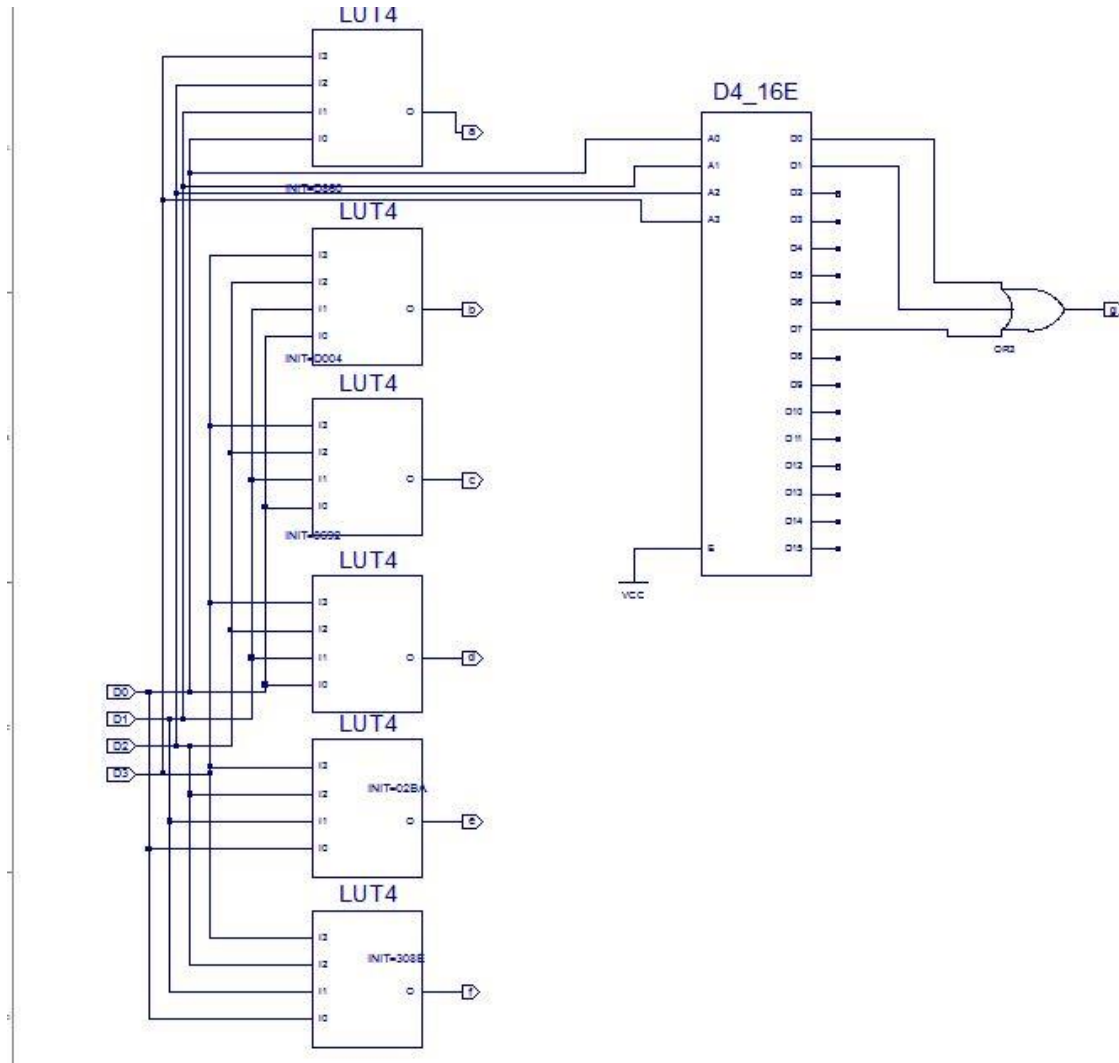 LUT4
I3
I2
I1
I0
O
a
LUT4
I3
I2
I1
I0
O
b
INIT=D004
LUT4
I3
I2
I1
I0
O
c
LUT4
I3
I2
I1
I0
O
d
D0
D1
D2
D3
LUT4
I3
I2
I1
I0
INIT=02BA
O
e
LUT4
I3
I2
I1
I0
INIT=308E
O
f
D4_16E
A0
A1
A2
A3
E
D0
D1
D2
D3
D4
D5
D6
D7
D8
D9
D10
D11
D12
D13
D14
D15
VCC
OR3
g